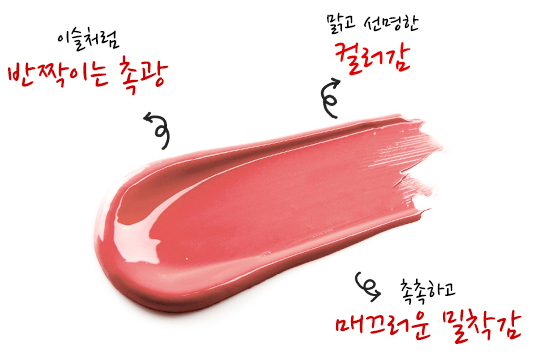 이슬처럼
반짝이는 촉광
맑고 선명한
컬러감
촉촉하고
매끄러운 밀착감